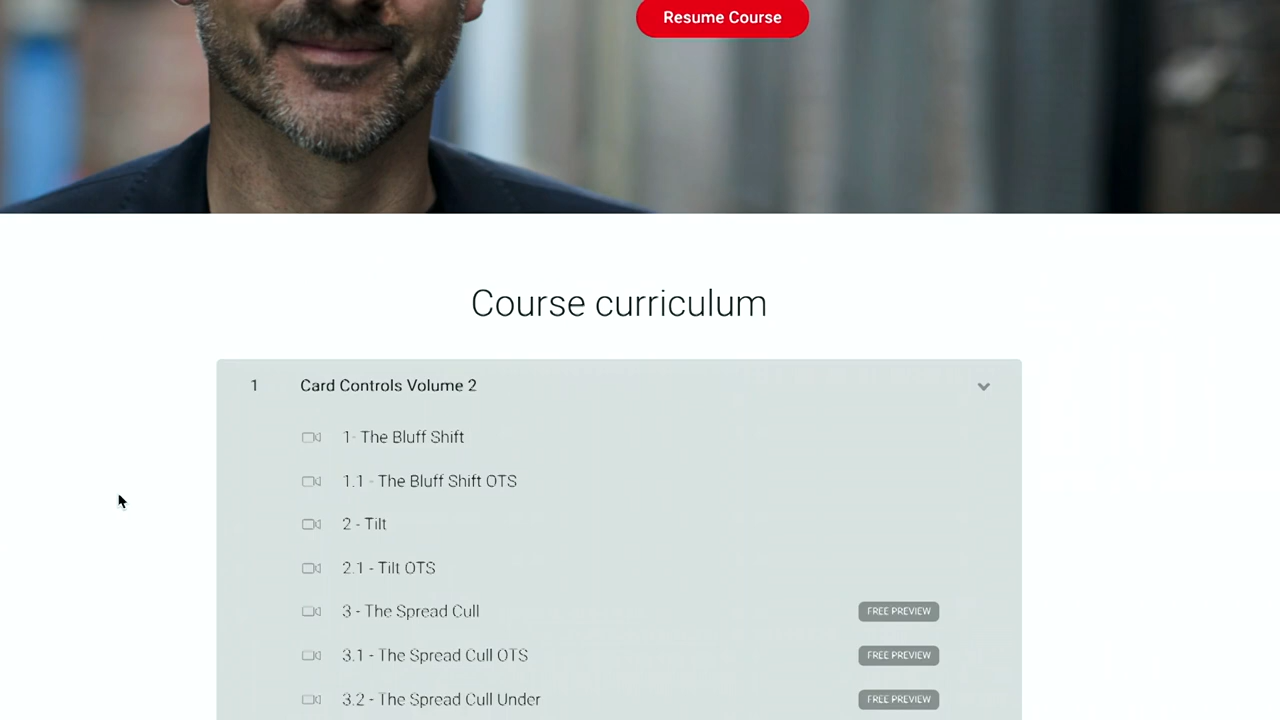 Resume Course
Course curriculum
1 Card Controls Volume 2
1- The Bluff Shift
1.1 - The Bluff Shift OTS
2 - Tilt
2.1 - Tilt OTS
3 - The Spread Cull FREE PREVIEW
3.1 - The Spread Cull OTS FREE PREVIEW
3.2 - The Spread Cull Under FREE PREVIEW